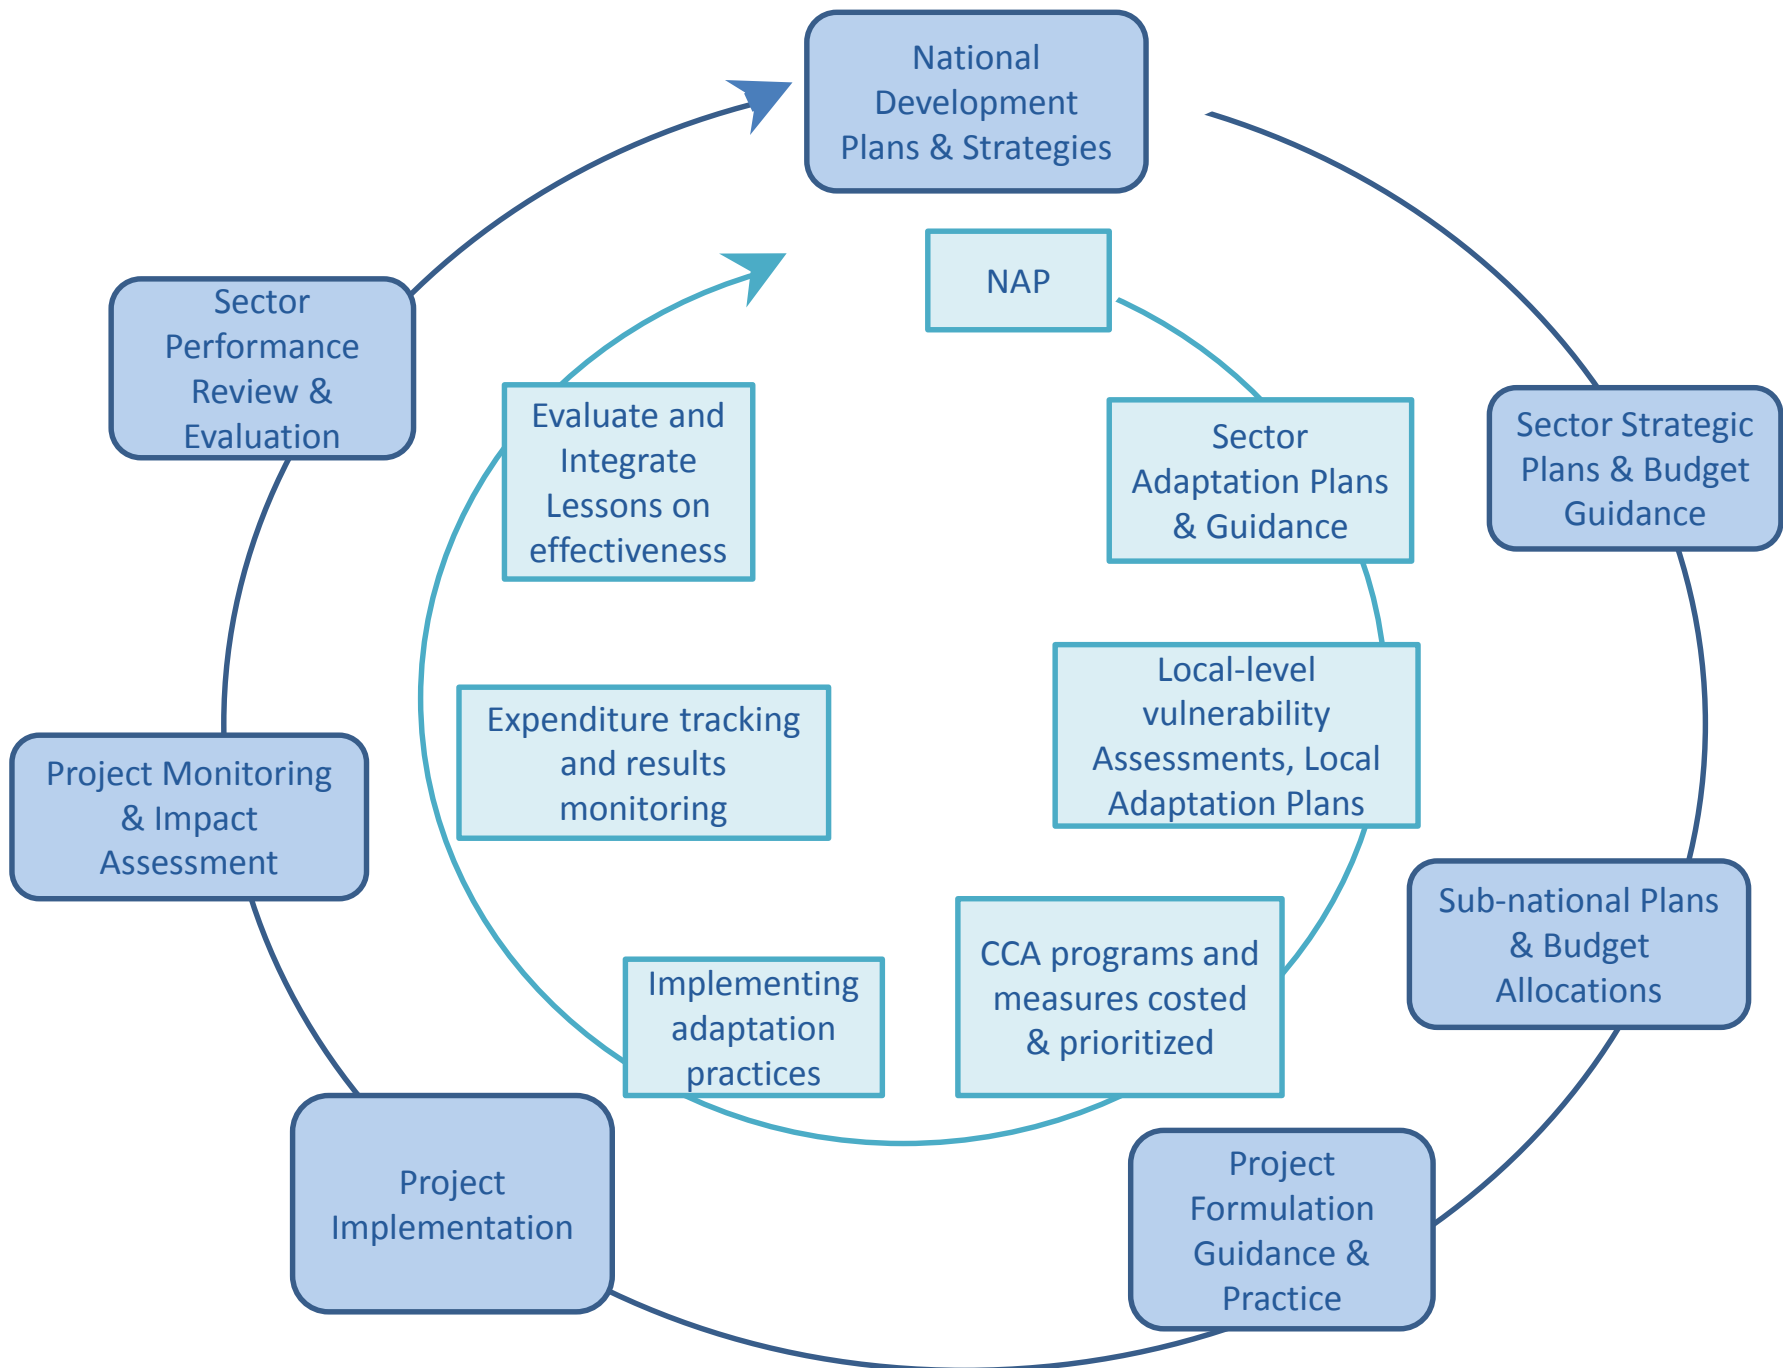 National
Development
Plans & Strategies
NAP
Sector
Performance
Review &
Evaluation
Evaluate and
Integrate
Lessons on
effectiveness
Sector
Adaptation Plans
& Guidance
Sector Strategic
Plans & Budget
Guidance
Expenditure tracking
and results
monitoring
Local-level
vulnerability
Assessments, Local
Adaptation Plans
Project Monitoring
& Impact
Assessment
Sub-national Plans
& Budget
Allocations
Implementing
adaptation
practices
CCA programs and
measures costed
& prioritized
Project
Implementation
Project
Formulation
Guidance &
Practice